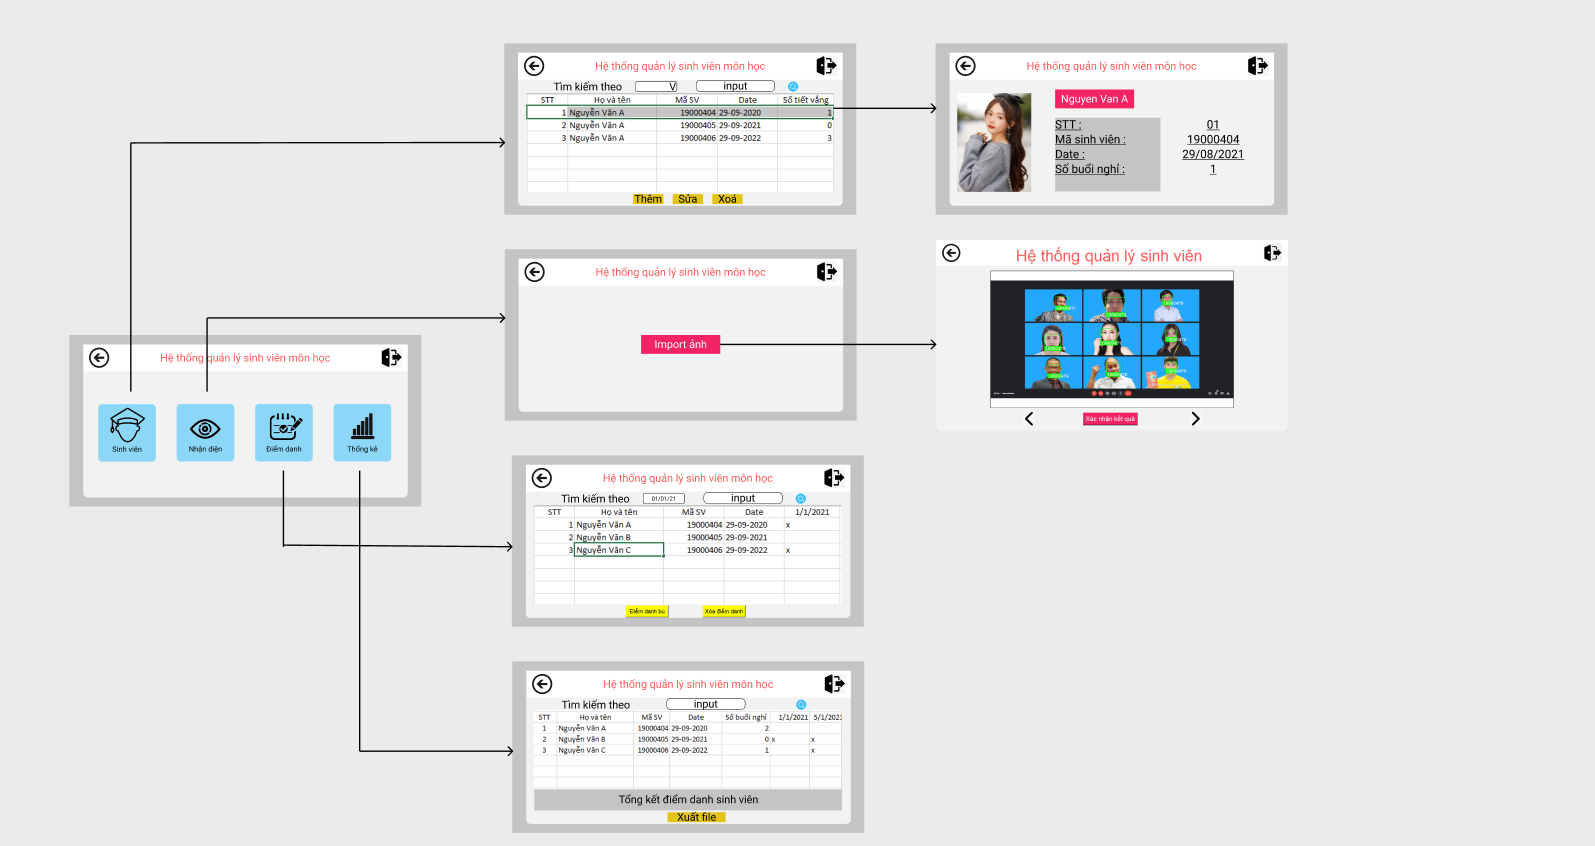 Hệ thống quản lý sinh viên môn học
Tìm kiếm theo V input
STT Họ và tên Mã SV Date Số tiết vắng
1 Nguyễn Văn A 19000404 29-09-2020 1
2 Nguyễn Văn A 19000405 29-09-2021 0
3 Nguyễn Văn A 19000406 29-09-2022 3
Thêm Sửa Xoá
Hệ thống quản lý sinh viên môn học
Nguyen Van A
STT : 01
Mã sinh viên : 19000404
Date : 29/08/2021
Số buổi nghỉ : 1
Hệ thống quản lý sinh viên môn học
Import ảnh
Hệ thống quản lý sinh viên
Xác nhận kết quả
Hệ thống quản lý sinh viên môn học
Sinh viên Nhận diện Điểm danh Thống kê
Hệ thống quản lý sinh viên môn học
Tìm kiếm theo 01/01/21 input
STT Họ và tên Mã SV Date 1/1/2021
1 Nguyễn Văn A 19000404 29-09-2020 x
2 Nguyễn Văn B 19000405 29-09-2021
3 Nguyễn Văn C 19000406 29-09-2022 x
Điểm danh bù Xóa điểm danh
Hệ thống quản lý sinh viên môn học
Tìm kiếm theo input
STT Họ và tên Mã SV Date Số buổi nghỉ 1/1/2021 5/1/2021
1 Nguyễn Văn A 19000404 29-09-2020 2
2 Nguyễn Văn B 19000405 29-09-2021 0 x x
3 Nguyễn Văn C 19000406 29-09-2022 1 x
Tổng kết điểm danh sinh viên
Xuất file